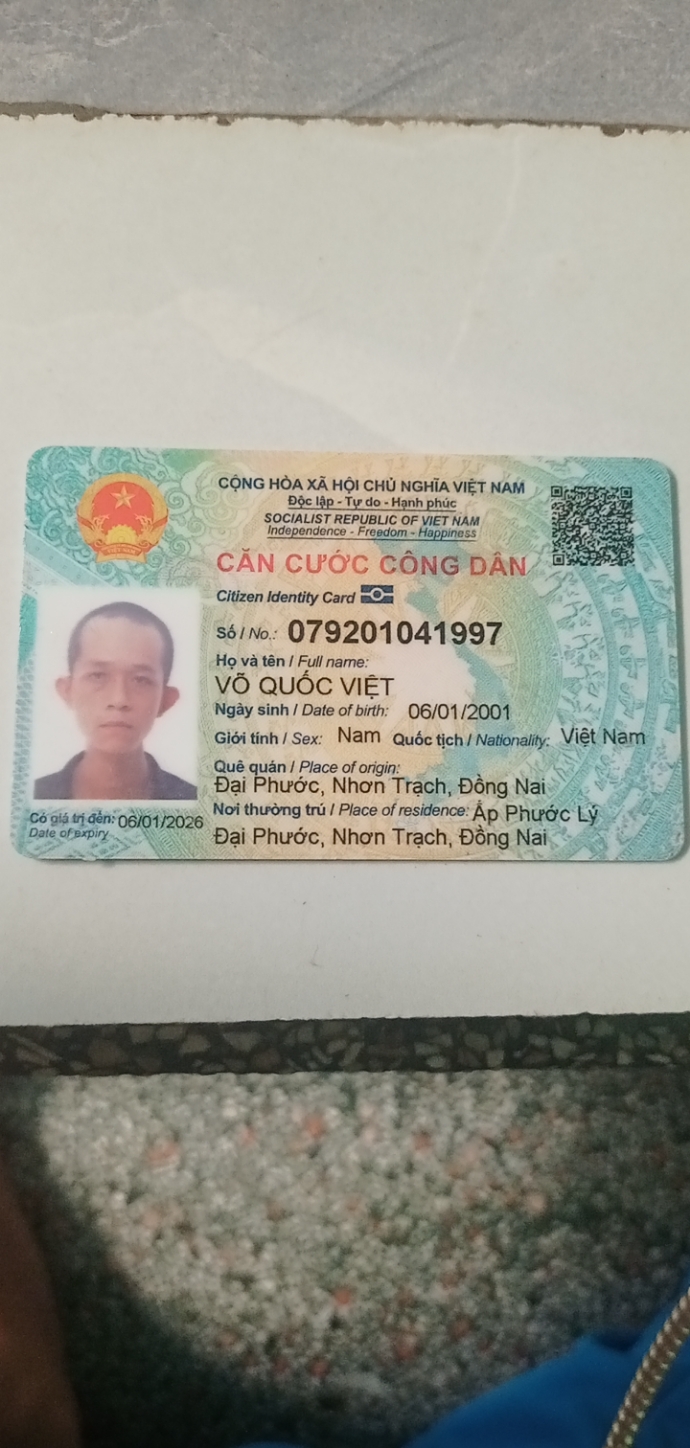 CỘNG HÒA XÃ HỘI CHỦ NGHĨA VIỆT NAM
Độc lập - Tự do - Hạnh phúc
SOCIALIST REPUBLIC OF VIET NAM
Independence - Freedom - Happiness
CĂN CƯỚC CÔNG DÂN
Citizen Identity Card
Số / No.: 079201041997
Họ và tên / Full name:
VÕ QUỐC VIỆT
Ngày sinh / Date of birth: 06/01/2001
Giới tính / Sex: Nam Quốc tịch / Nationality: Việt Nam
Quê quán / Place of origin:
Đại Phước, Nhơn Trạch, Đồng Nai
Nơi thường trú / Place of residence: Ấp Phước Lý
Đại Phước, Nhơn Trạch, Đồng Nai
Có giá trị đến: 06/01/2026
Date of expiry